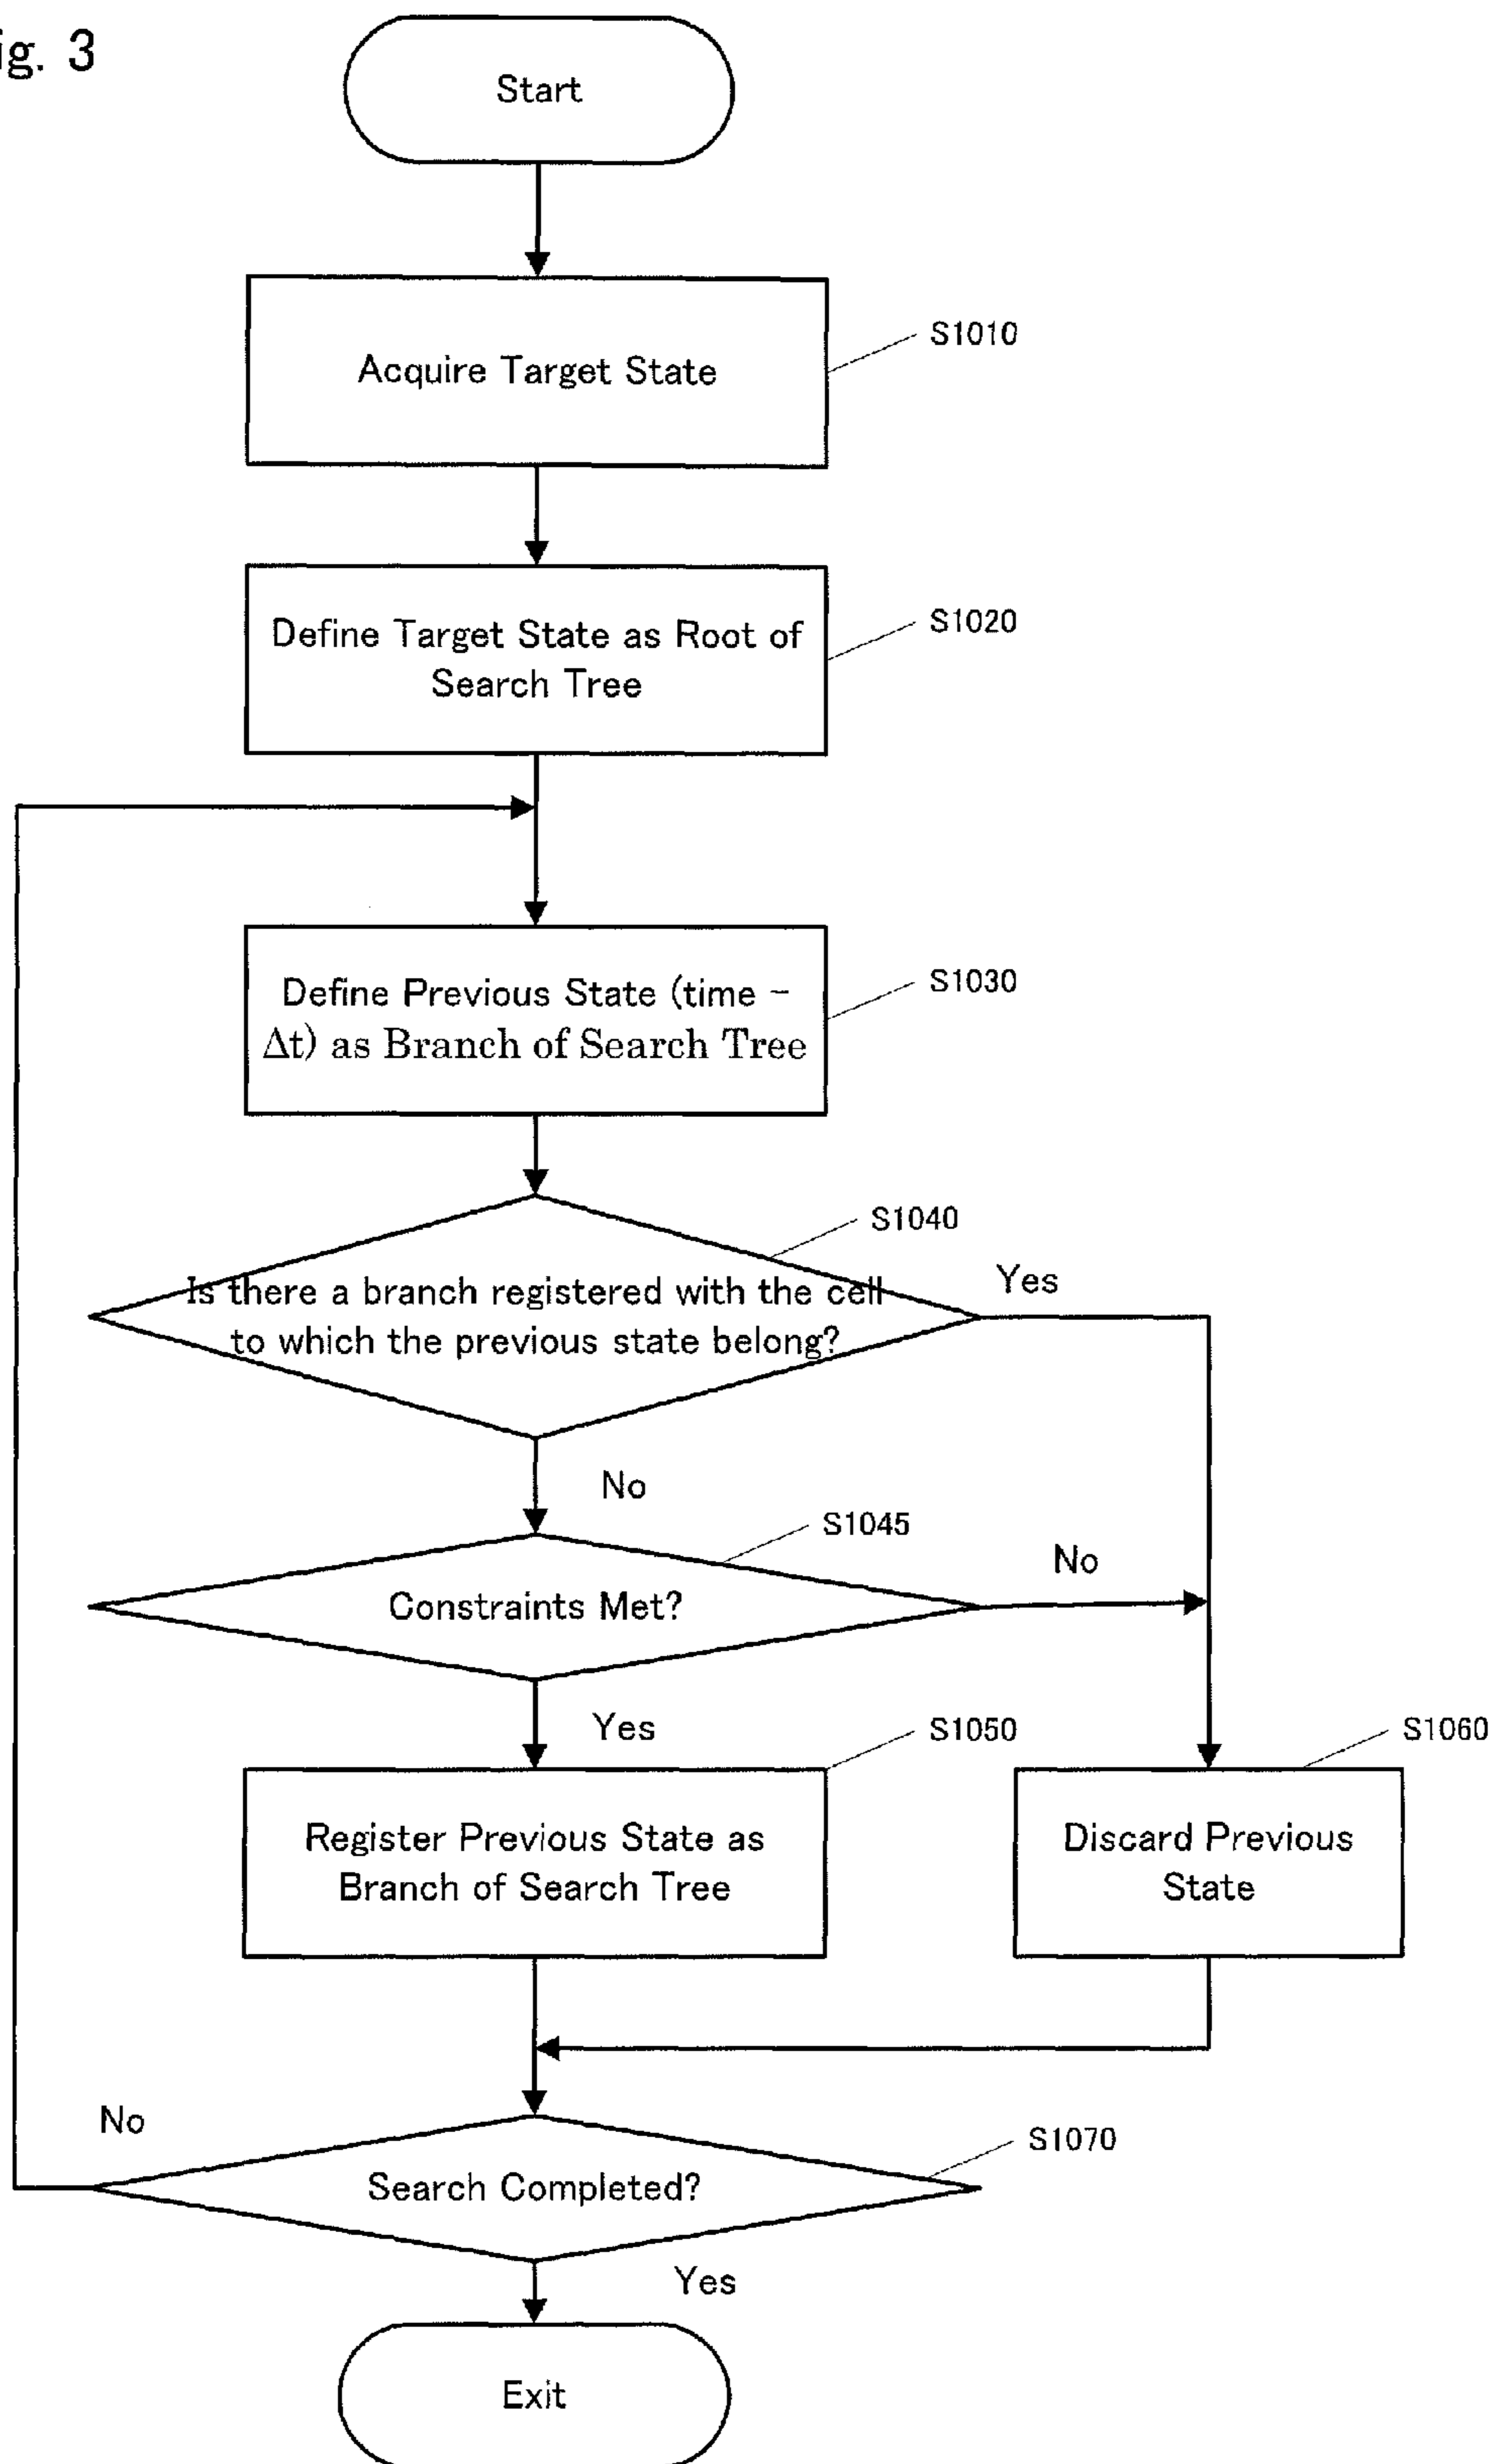 ig. 3
Start
Acquire Target State
S1010
Define Target State as Root of
Search Tree
S1020
Define Previous State (time −
Δt) as Branch of Search Tree
S1030
S1040
Is there a branch registered with the cell
to which the previous state belong?
Yes
No
S1045
Constraints Met?
No
Yes
S1050
Register Previous State as
Branch of Search Tree
S1060
Discard Previous
State
No
S1070
Search Completed?
Yes
Exit